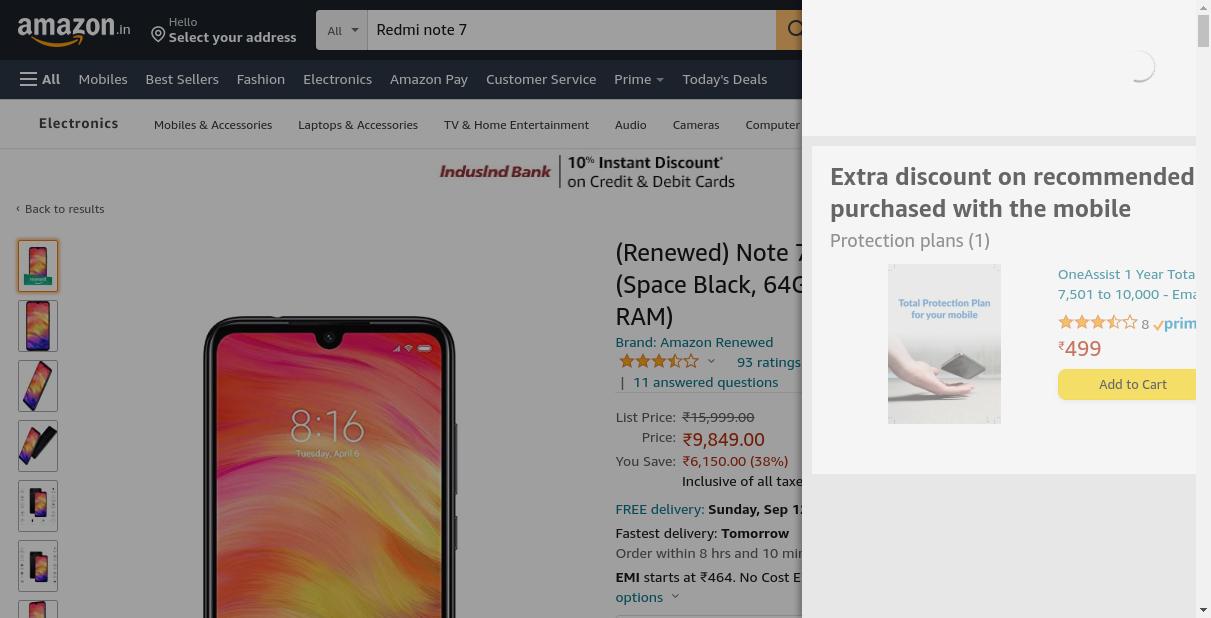 amazon.in
Hello
Select your address
All
Redmi note 7
All
Mobiles
Best Sellers
Fashion
Electronics
Amazon Pay
Customer Service
Prime
Today's Deals
Electronics
Mobiles & Accessories
Laptops & Accessories
TV & Home Entertainment
Audio
Cameras
Computer
IndusInd Bank
10% Instant Discount*
on Credit & Debit Cards
‹ Back to results
(Renewed) Note 7
(Space Black, 64G
RAM)
Brand: Amazon Renewed
93 ratings
| 11 answered questions
List Price: ₹15,999.00
Price: ₹9,849.00
You Save: ₹6,150.00 (38%)
Inclusive of all taxe
FREE delivery: Sunday, Sep 12
Fastest delivery: Tomorrow
Order within 8 hrs and 10 min
EMI starts at ₹464. No Cost E
options
8:16
Tuesday, April 6
Extra discount on recommended
purchased with the mobile
Protection plans (1)
Total Protection Plan
for your mobile
OneAssist 1 Year Tota
7,501 to 10,000 - Ema
8 prim
₹499
Add to Cart